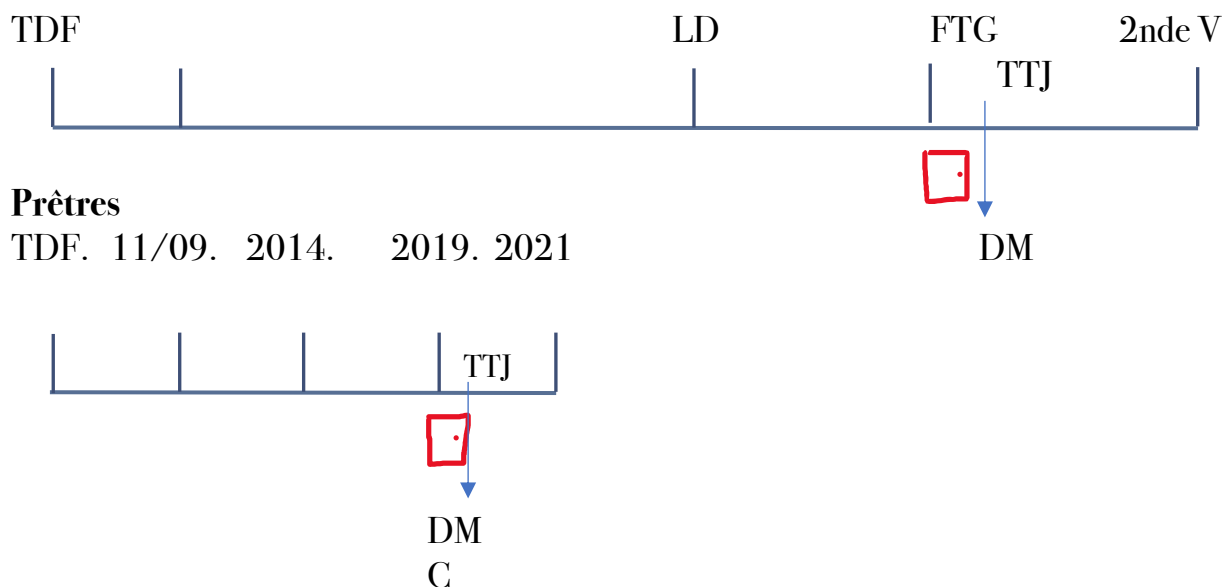 TDF LD FTG 2nde V
TTJ
Prêtres
TDF. 11/09. 2014. 2019. 2021
DM
TTJ
DM
C